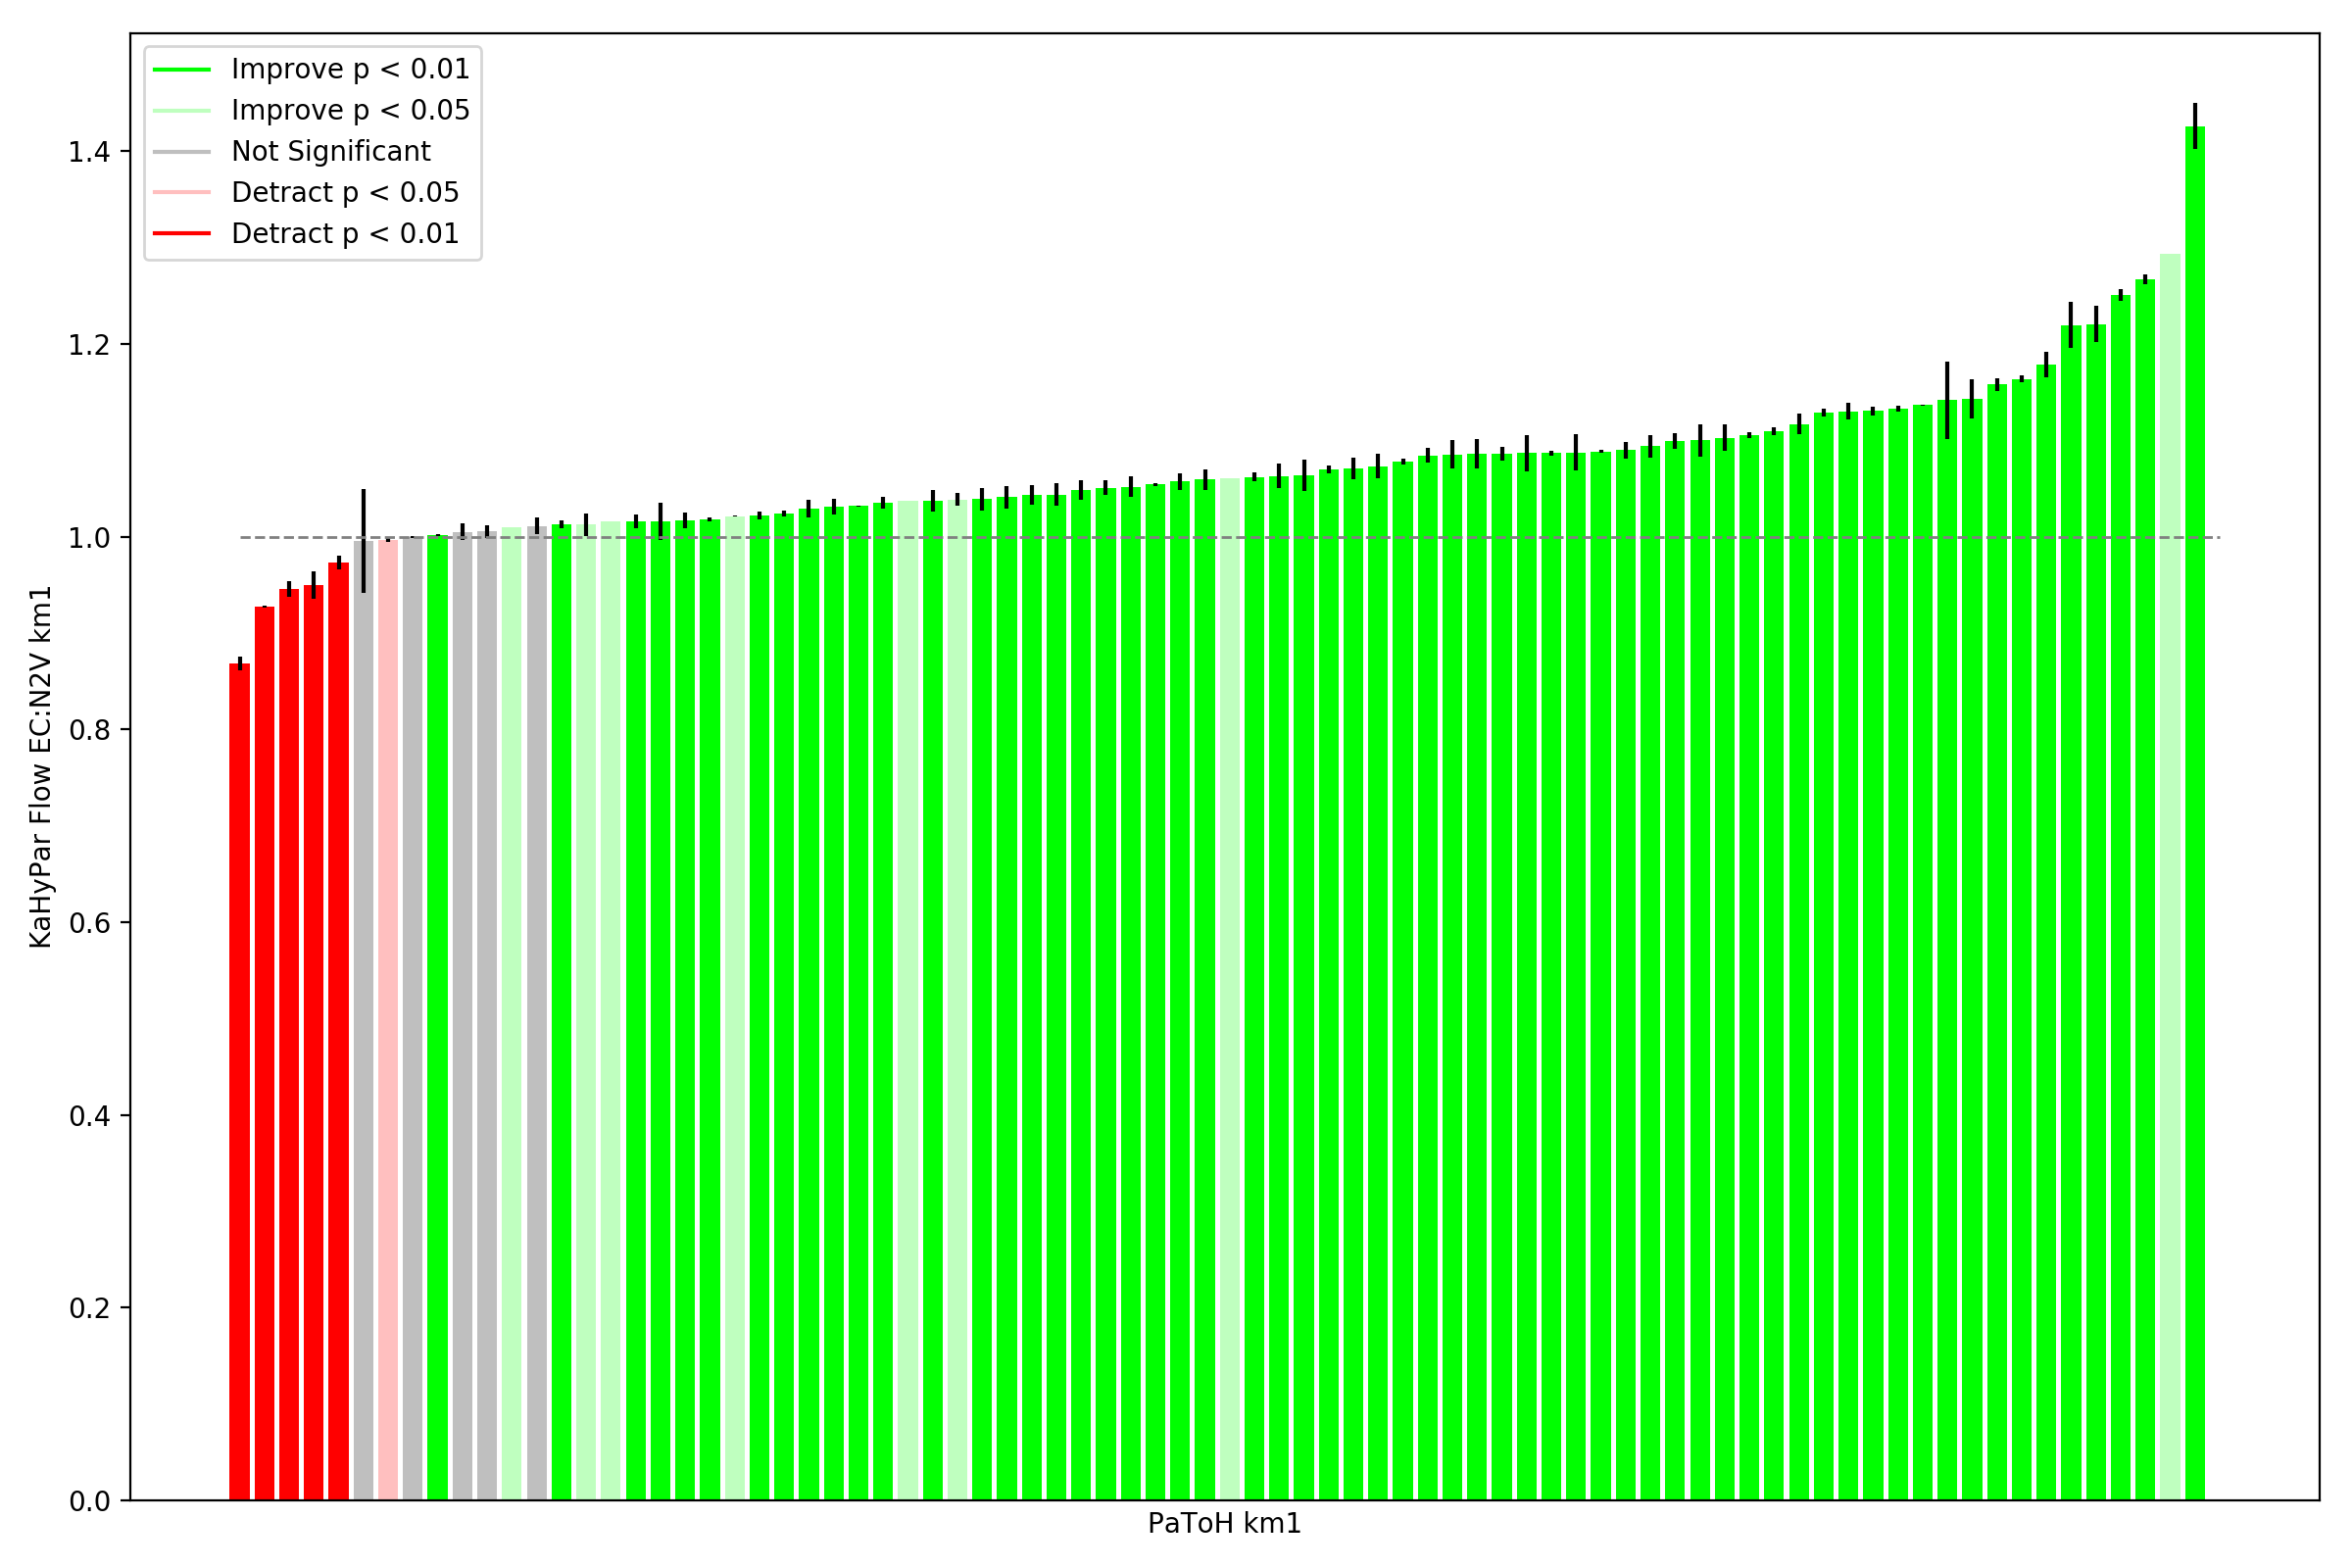 Improve p < 0.01
Improve p < 0.05
Not Significant
Detract p < 0.05
Detract p < 0.01
1.4
1.2
1.0
0.8
0.6
0.4
0.2
0.0
KaHyPar Flow EC:N2V km1
PaToH km1